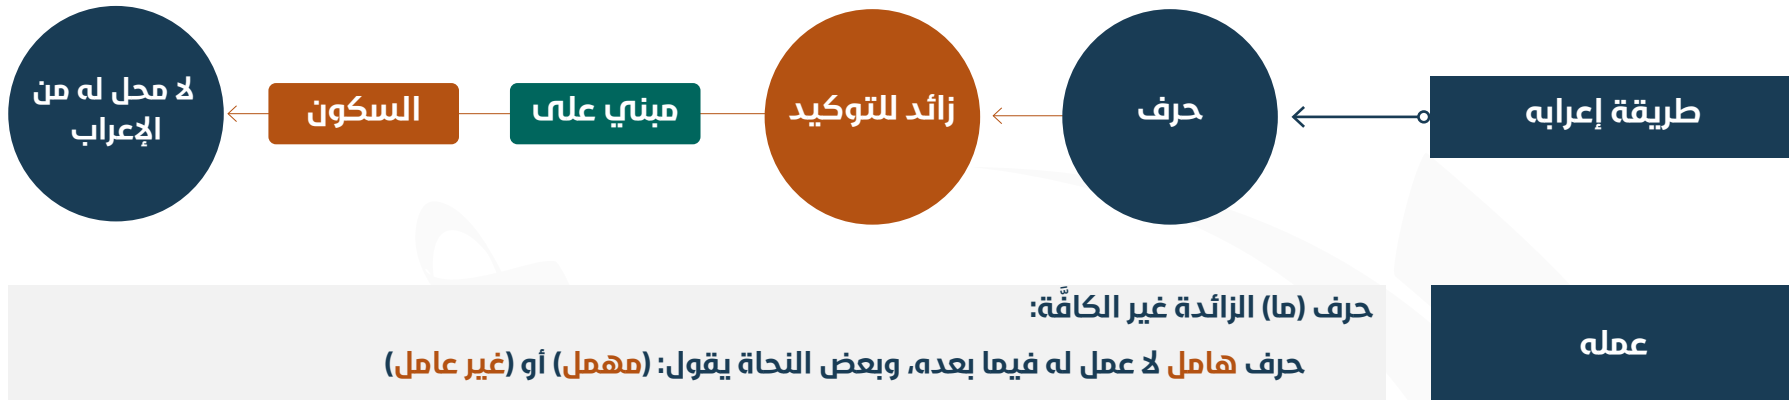 طريقة إعرابه
حرف
زائد للتوكيد
مبني على
السكون
لا محل له من
الإعراب
عمله
حرف (ما) الزائدة غير الكافَّة:
حرف هامل لا عمل له فيما بعده، وبعض النحاة يقول: (مهمل) أو (غير عامل)